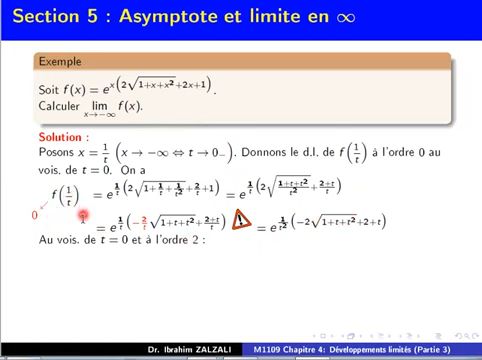 Section 5 : Asymptote et limite en ∞
Exemple
Soit f(x) = e^{x(2√(1+x+x²)+2x+1)}.
Calculer lim_{x→−∞} f(x).
Solution :
Posons x = 1/t (x → −∞ ⇔ t → 0₋). Donnons le d.l. de f(1/t) à l'ordre 0 au
vois. de t = 0. On a
f(1/t) = e^{1/t(2√(1+1/t+1/t²)+2/t+1)} = e^{1/t(2√((1+t+t²)/t²)+(2+t)/t)}
0 = e^{1/t(−2/t√(1+t+t²)+(2+t)/t)} ! = e^{1/t²(−2√(1+t+t²)+2+t)}
Au vois. de t = 0 et à l'ordre 2 :
Dr. Ibrahim ZALZALI M1109 Chapitre 4: Développements limités (Partie 3)